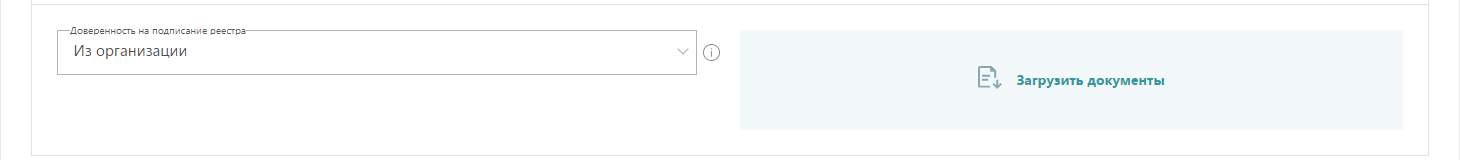 Доверенность на подписание реестра
Из организации
Загрузить документы